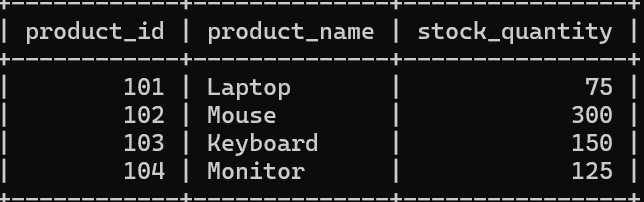 | product_id | product_name | stock_quantity |
| 101 | Laptop | 75 |
| 102 | Mouse | 300 |
| 103 | Keyboard | 150 |
| 104 | Monitor | 125 |